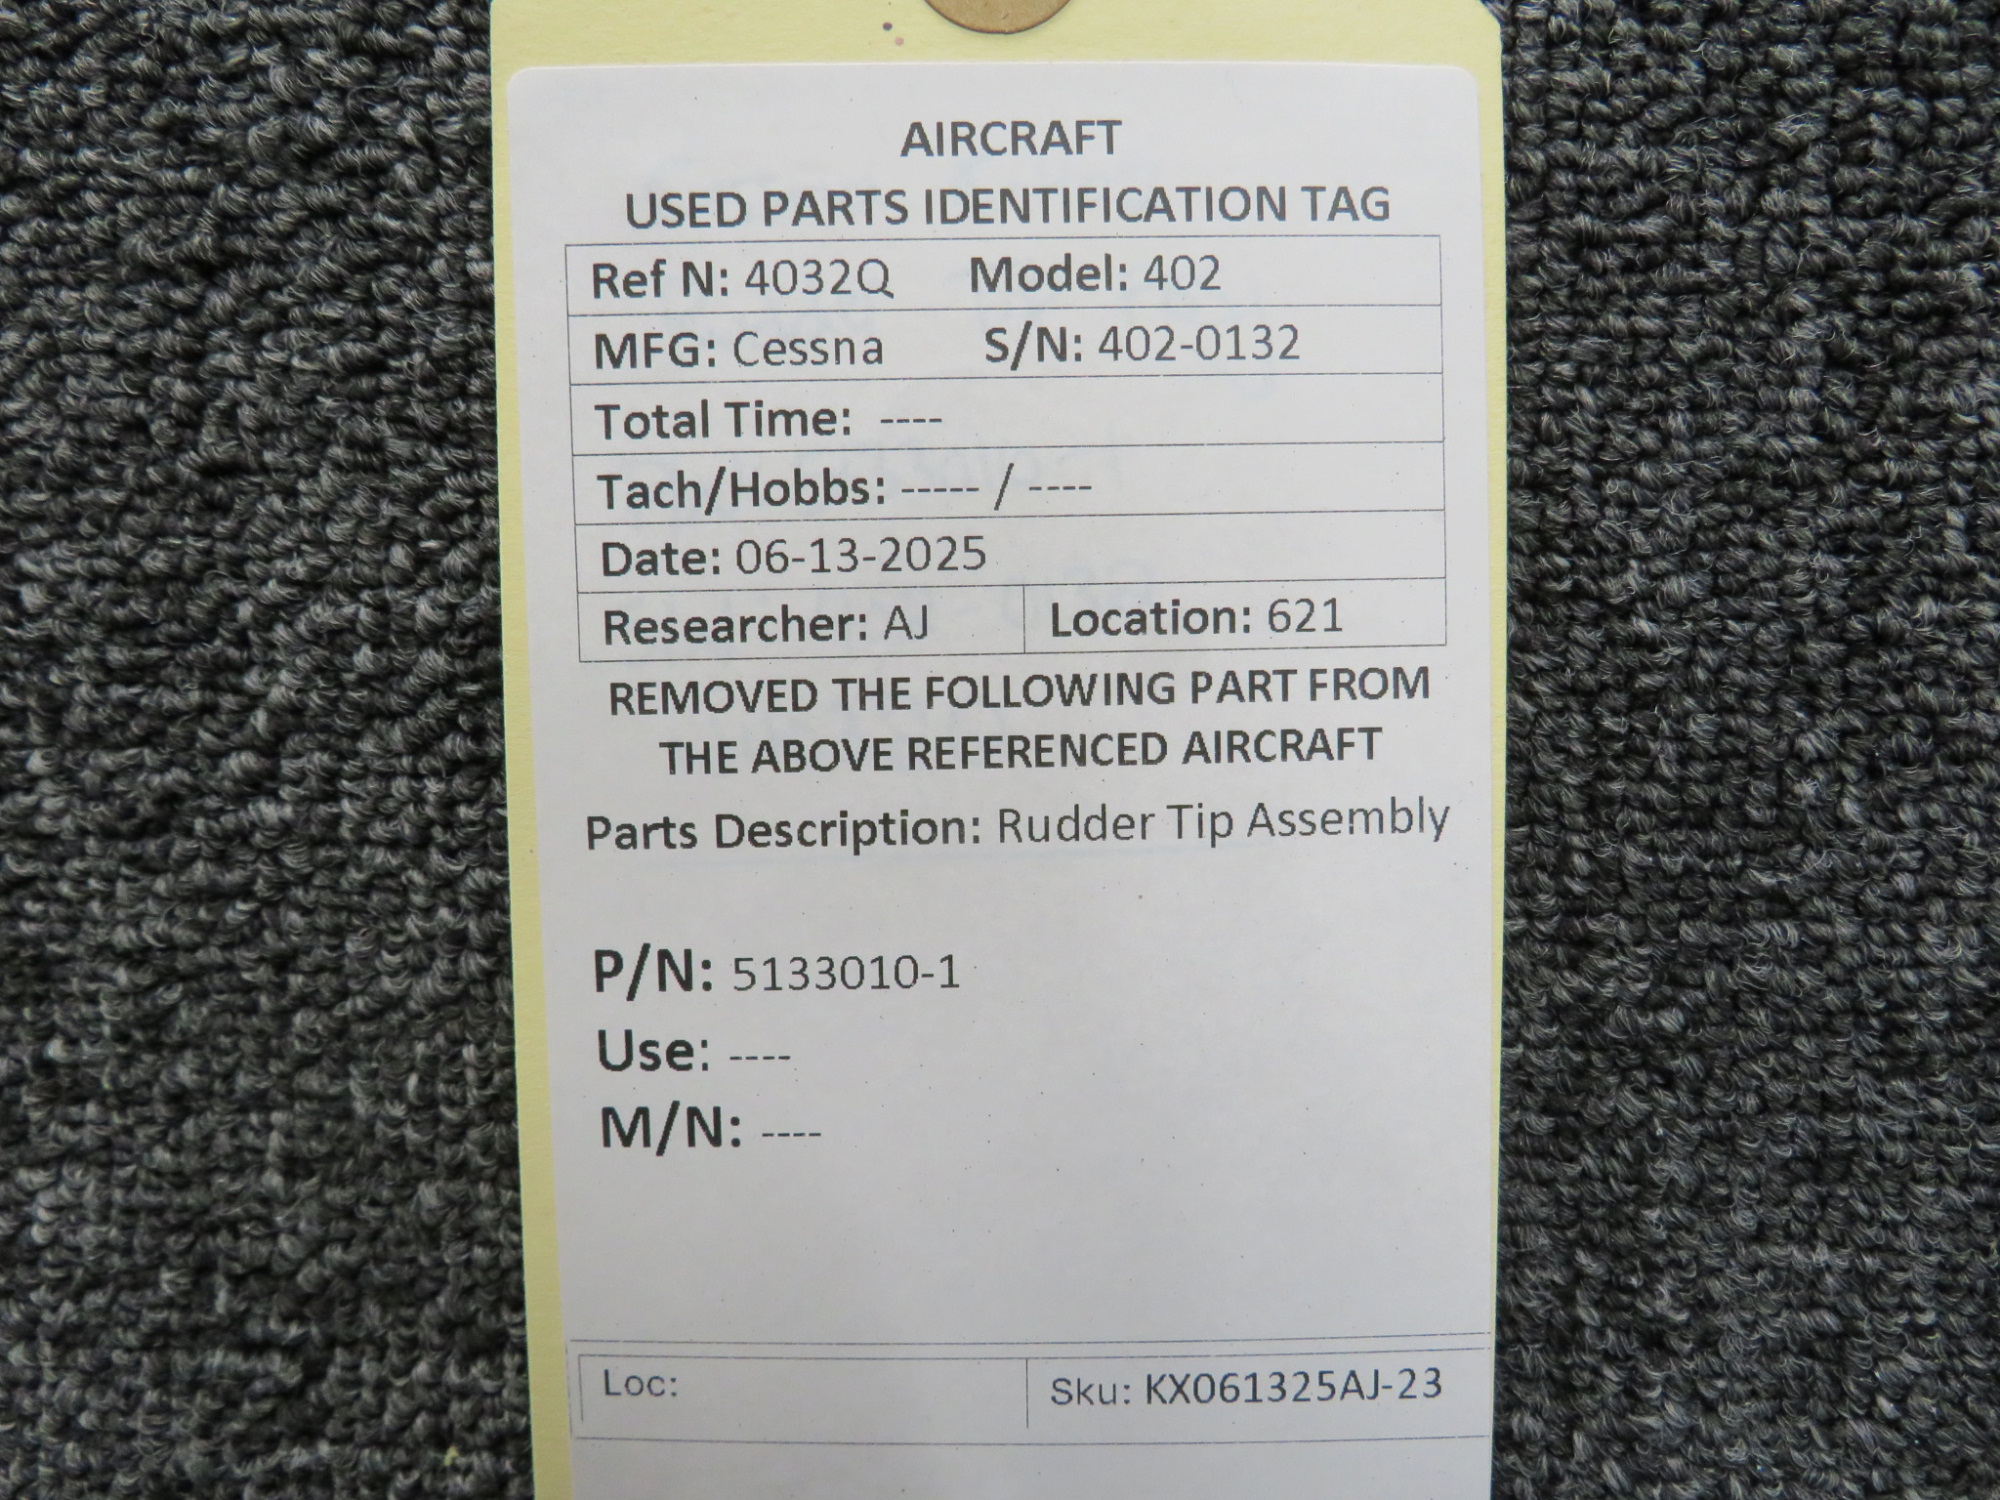 AIRCRAFT
USED PARTS IDENTIFICATION TAG
Ref N: 4032Q Model: 402
MFG: Cessna S/N: 402-0132
Total Time: ----
Tach/Hobbs: ----- / ----
Date: 06-13-2025
Researcher: AJ Location: 621
REMOVED THE FOLLOWING PART FROM
THE ABOVE REFERENCED AIRCRAFT
Parts Description: Rudder Tip Assembly
P/N: 5133010-1
Use: ----
M/N: ----
Loc: Sku: KX061325AJ-23